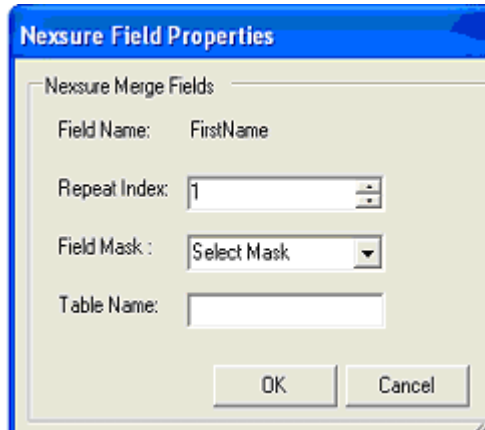 Nexsure Field Properties
Nexsure Merge Fields
Field Name: FirstName
Repeat Index: 1
Field Mask : Select Mask
Table Name:
OK Cancel